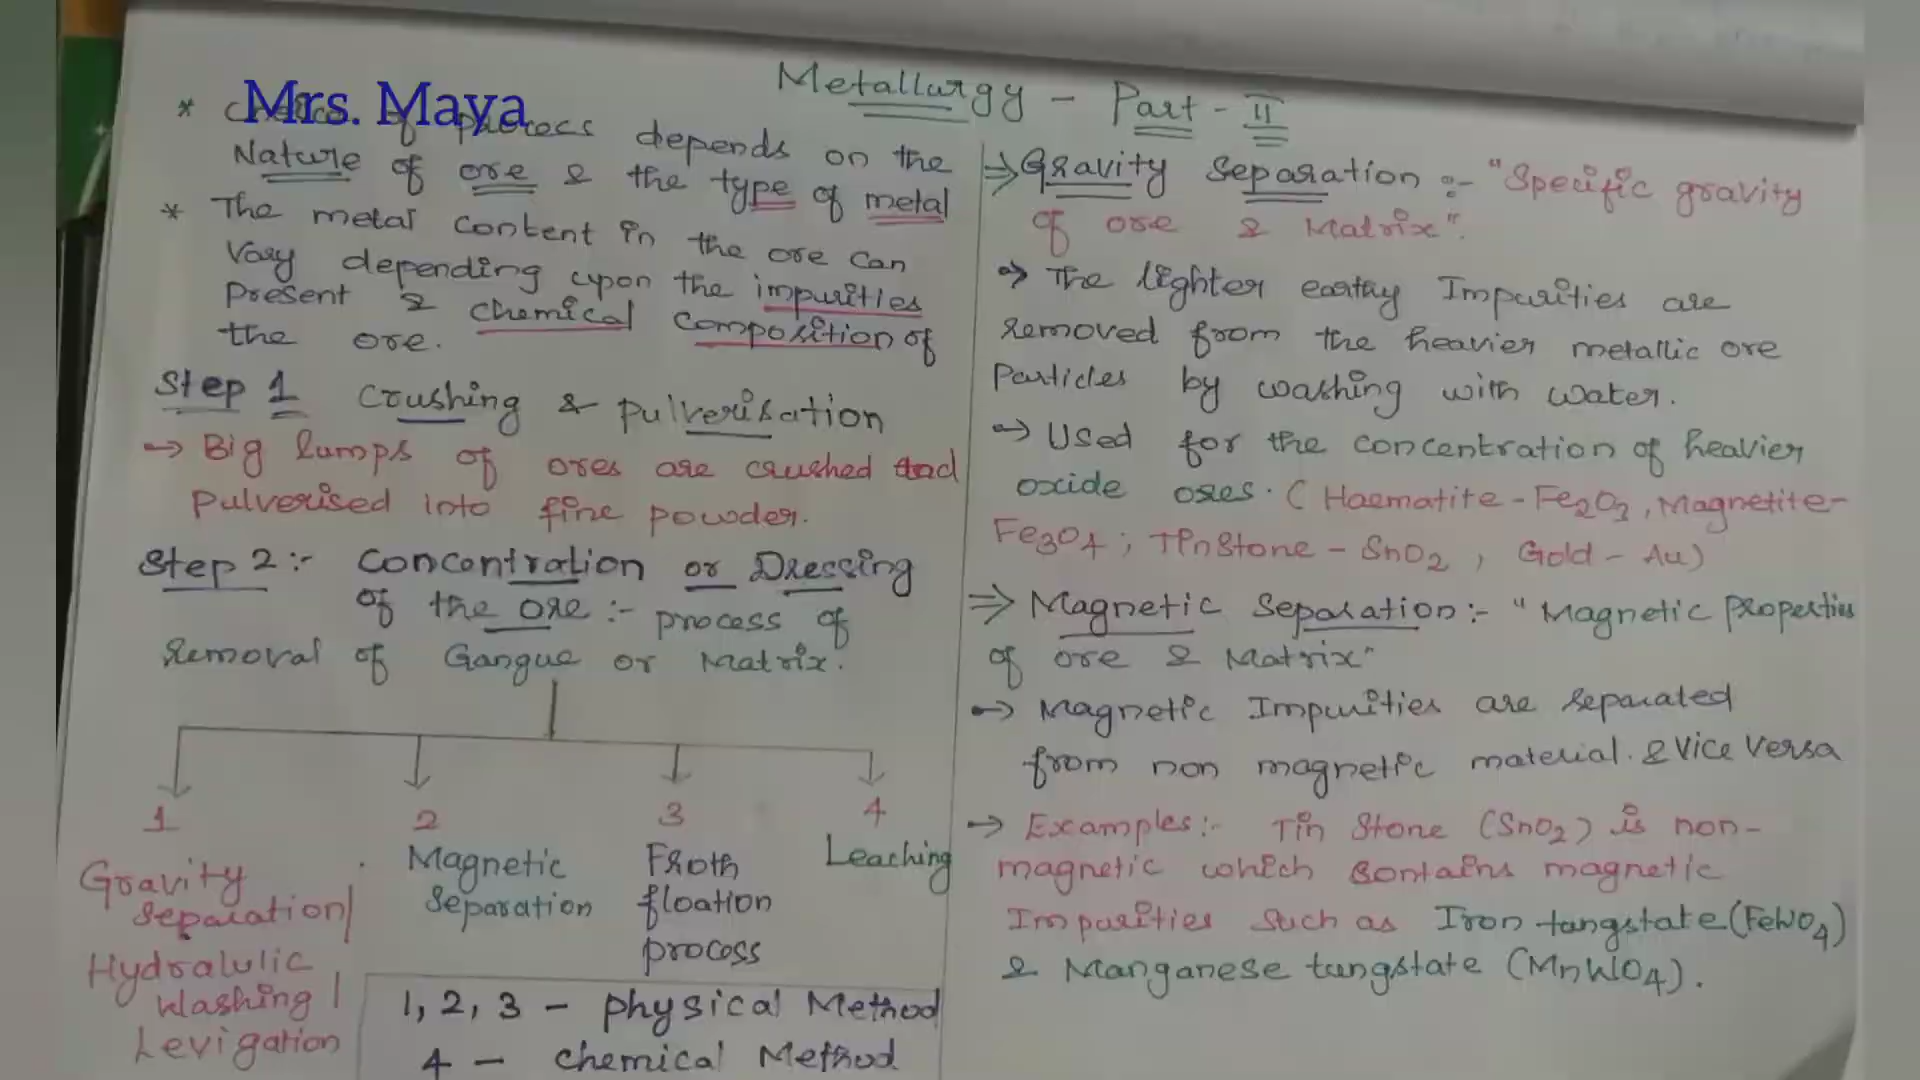 Mrs. Maya
Metallurgy - Part - II
* of process depends on the
Nature of ore & the type of metal
* The metal content in the ore can
vary depending upon the impurities
present & chemical composition of
the ore.
Step 1 Crushing & pulverisation
→ Big lumps of ores are crushed and
pulverised into fine powder.
Step 2:- Concentration or Dressing
of the ore :- process of
removal of Gangue or Matrix.
1 2 3 4
Gravity separation/ Hydralulic Washing / Levigation
Magnetic Separation
Froth floation process
Leaching
1, 2, 3 - physical Method
4 - chemical Method
⇒ Gravity Separation :- "Specific gravity
of ore & Matrix".
→ The lighter eartay Impurities are
removed from the heavier metallic ore
Particles by washing with water.
→ Used for the concentration of heavier
oxide ores. (Haematite - Fe2O3, Magnetite-
Fe3O4; Tinstone - SnO2, Gold - Au)
⇒ Magnetic Separation:- "Magnetic properties
of ore & Matrix"
→ Magnetic Impurities are separated
from non magnetic material. & Vice Versa
→ Examples:- Tin Stone (SnO2) is non-
magnetic which contains magnetic
Impurities such as Iron tangstate (FeWO4)
& Manganese tungstate (MnWO4).